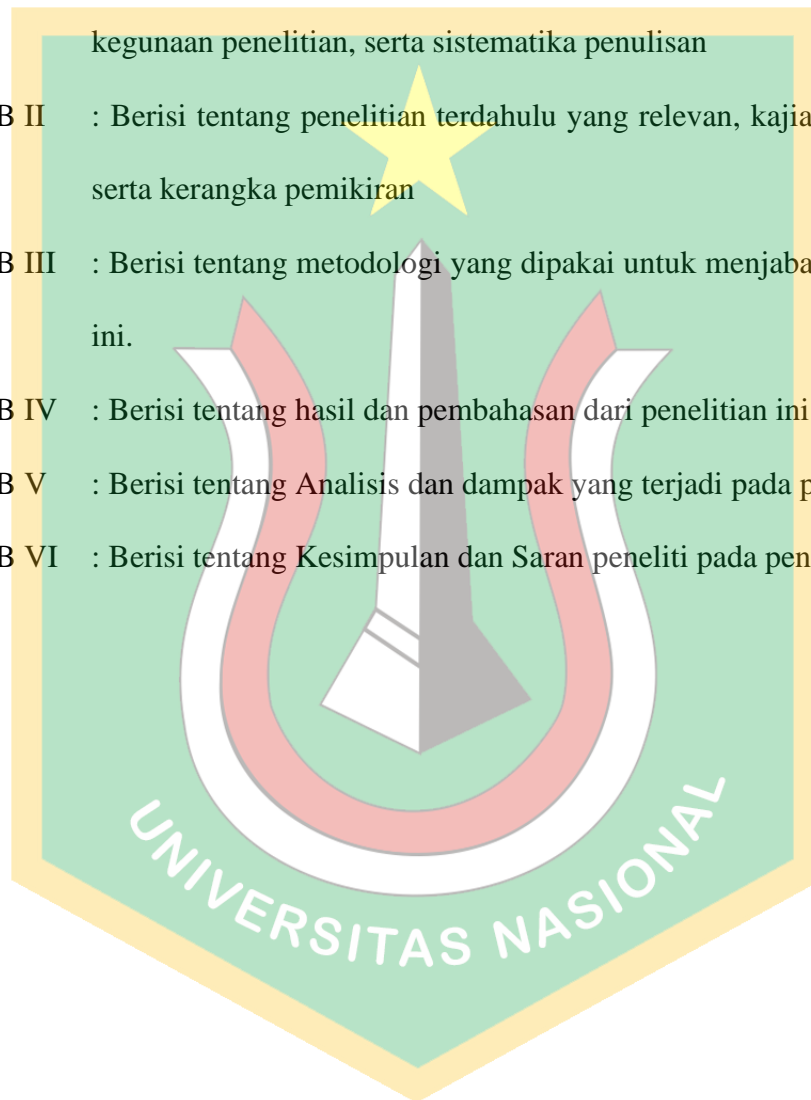 kegunaan penelitian, serta sistematika penulisan
B II : Berisi tentang penelitian terdahulu yang relevan, kajia
serta kerangka pemikiran
B III : Berisi tentang metodologi yang dipakai untuk menjaba
ini.
B IV : Berisi tentang hasil dan pembahasan dari penelitian ini
B V : Berisi tentang Analisis dan dampak yang terjadi pada p
B VI : Berisi tentang Kesimpulan dan Saran peneliti pada pen
UNIVERSITAS NASIONAL